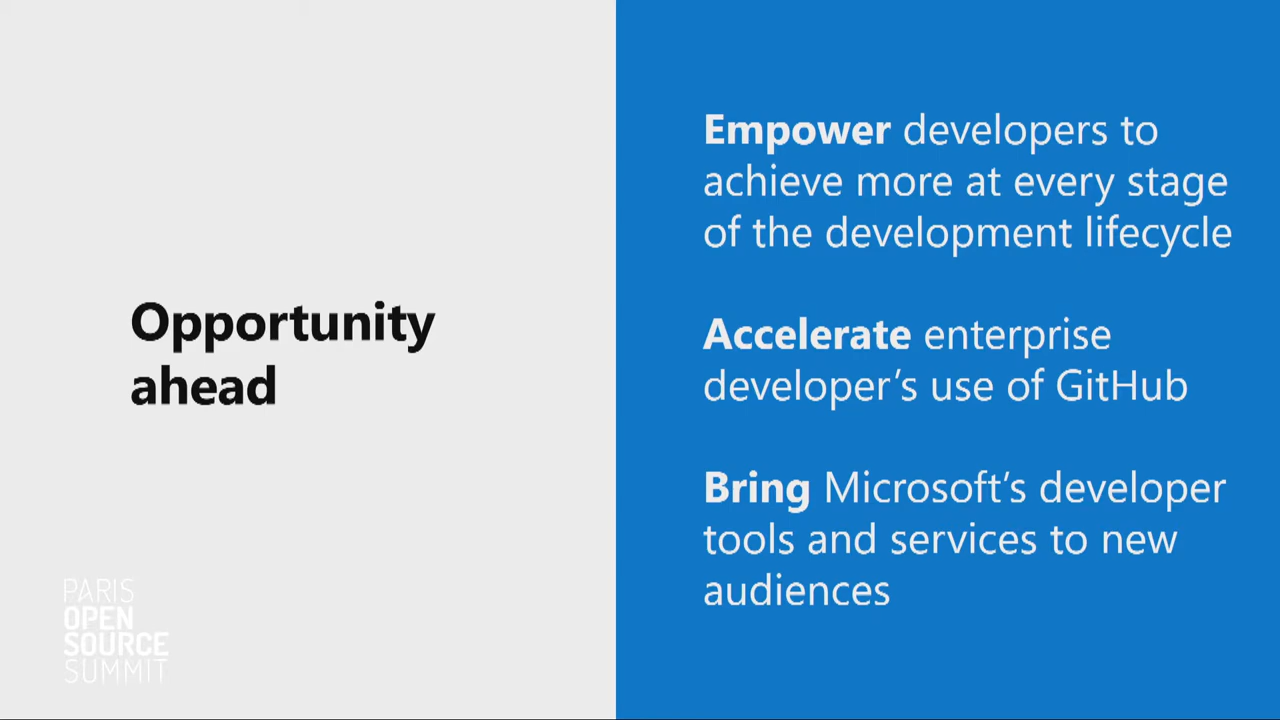 Opportunity
ahead
Empower developers to
achieve more at every stage
of the development lifecycle
Accelerate enterprise
developer's use of GitHub
Bring Microsoft's developer
tools and services to new
audiences
PARIS
OPEN
SOURCE
SUMMIT